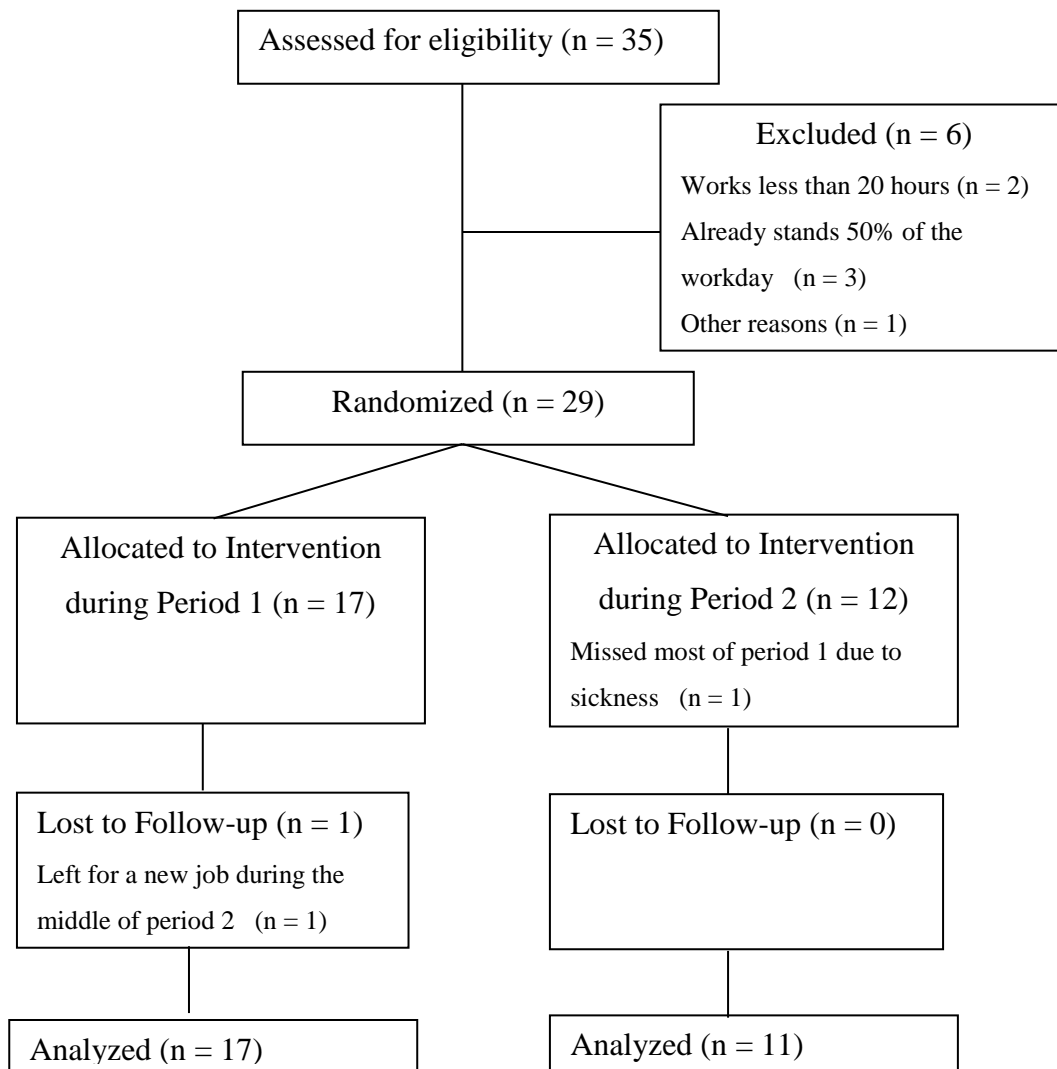 Assessed for eligibility (n = 35)
Excluded (n = 6)
Works less than 20 hours (n = 2)
Already stands 50% of the
workday (n = 3)
Other reasons (n = 1)
Randomized (n = 29)
Allocated to Intervention
during Period 1 (n = 17)
Allocated to Intervention
during Period 2 (n = 12)
Missed most of period 1 due to
sickness (n = 1)
Lost to Follow-up (n = 1)
Left for a new job during the
middle of period 2 (n = 1)
Lost to Follow-up (n = 0)
Analyzed (n = 17)
Analyzed (n = 11)